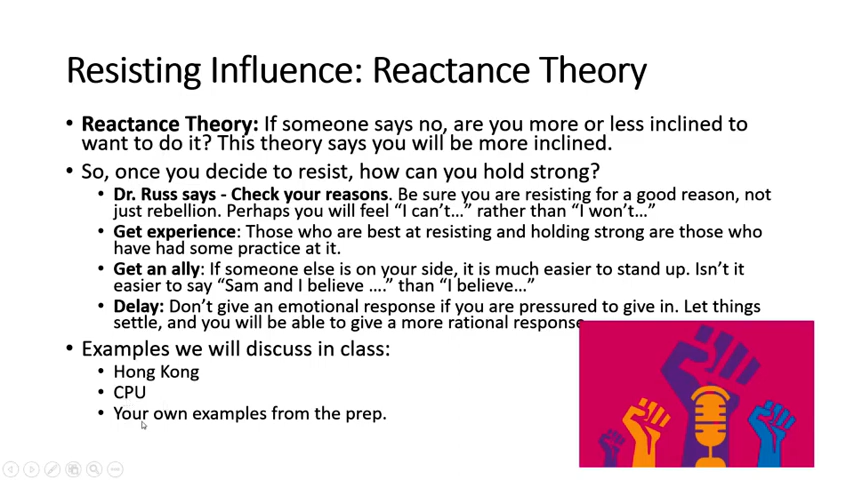 Resisting Influence: Reactance Theory
• Reactance Theory: If someone says no, are you more or less inclined to
want to do it? This theory says you will be more inclined.
• So, once you decide to resist, how can you hold strong?
• Dr. Russ says - Check your reasons. Be sure you are resisting for a good reason, not
just rebellion. Perhaps you will feel “I can’t…” rather than “I won’t…”
• Get experience: Those who are best at resisting and holding strong are those who
have had some practice at it.
• Get an ally: If someone else is on your side, it is much easier to stand up. Isn’t it
easier to say “Sam and I believe ….” than “I believe…”
• Delay: Don’t give an emotional response if you are pressured to give in. Let things
settle, and you will be able to give a more rational response
• Examples we will discuss in class:
• Hong Kong
• CPU
• Your own examples from the prep.